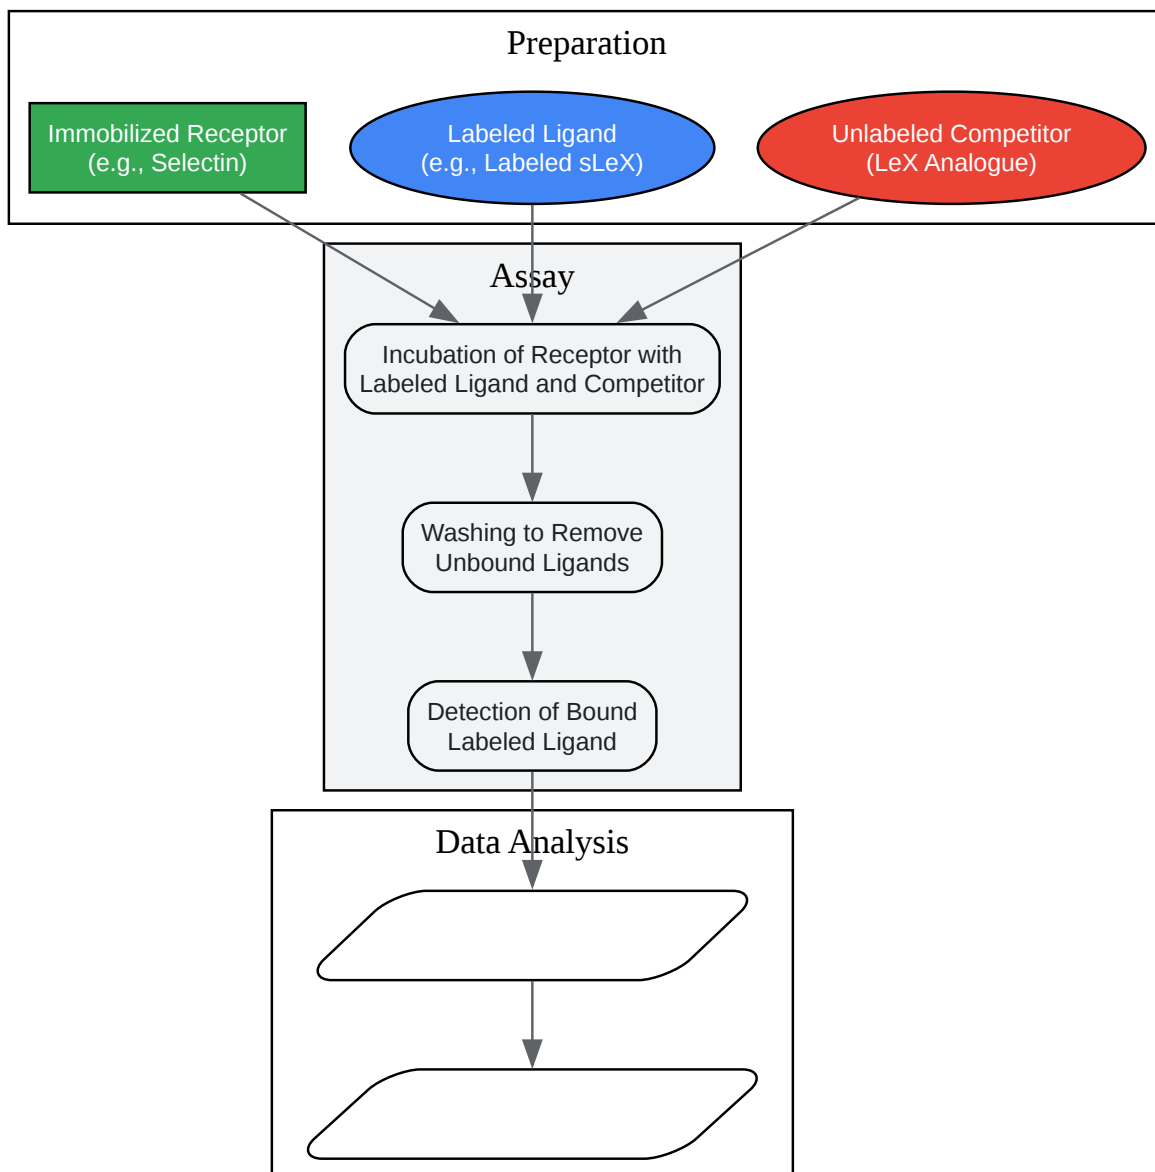 Preparation
Immobilized Receptor
(e.g., Selectin)
Labeled Ligand
(e.g., Labeled sLeX)
Unlabeled Competitor
(LeX Analogue)
Assay
Incubation of Receptor with
Labeled Ligand and Competitor
Washing to Remove
Unbound Ligands
Detection of Bound
Labeled Ligand
Data Analysis